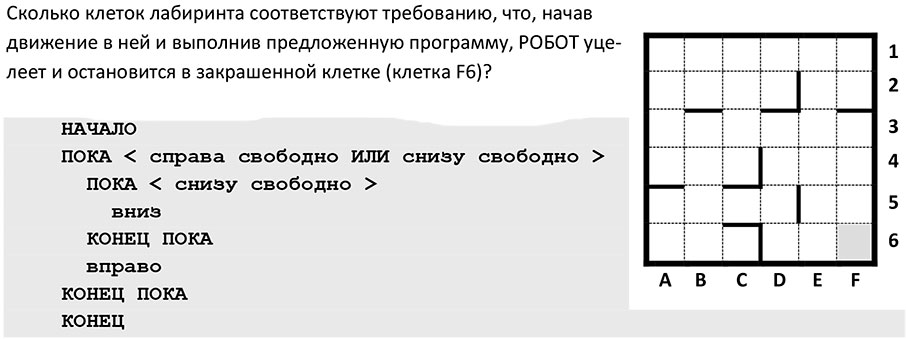 Сколько клеток лабиринта соответствуют требованию, что, начав
движение в ней и выполнив предложенную программу, РОБОТ уце-
леет и остановится в закрашенной клетке (клетка F6)?
НАЧАЛО
ПОКА < справа свободно ИЛИ снизу свободно >
ПОКА < снизу свободно >
вниз
КОНЕЦ ПОКА
вправо
КОНЕЦ ПОКА
КОНЕЦ
1
2
3
4
5
6
A B C D E F